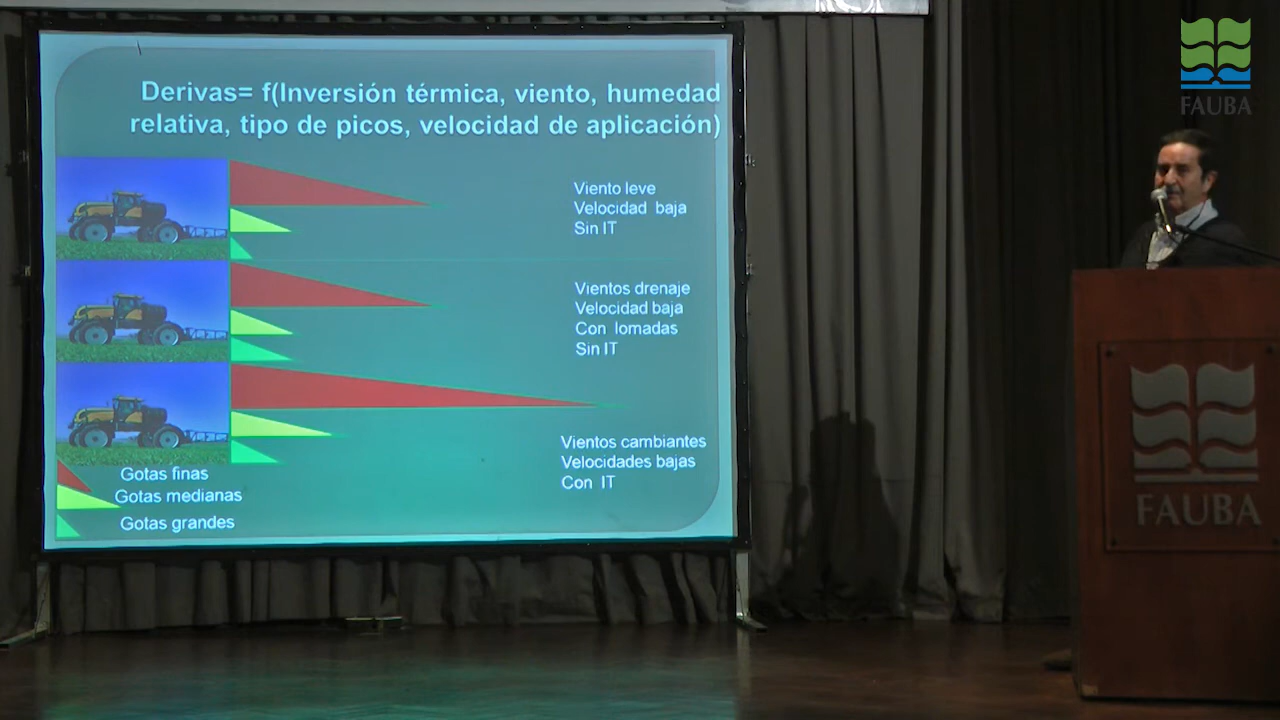 Derivas= f(Inversión térmica, viento, humedad
relativa, tipo de picos, velocidad de aplicación)
Viento leve
Velocidad baja
Sin IT
Vientos drenaje
Velocidad baja
Con lomadas
Sin IT
Vientos cambiantes
Velocidades bajas
Con IT
Gotas finas
Gotas medianas
Gotas grandes
FAUBA
FAUBA